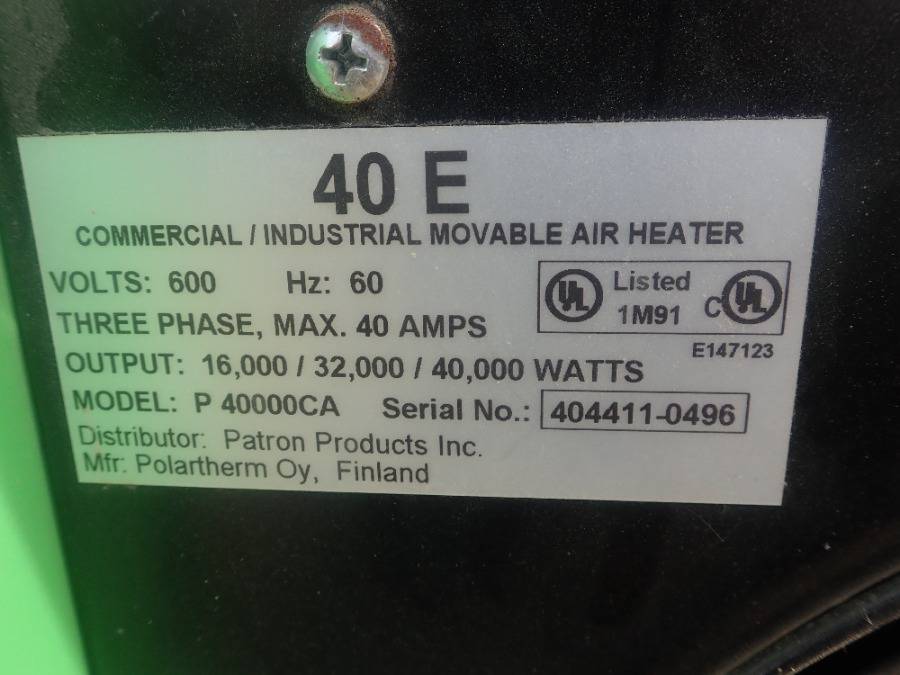 40 E
COMMERCIAL / INDUSTRIAL MOVABLE AIR HEATER
VOLTS: 600 Hz: 60
THREE PHASE, MAX. 40 AMPS
UL Listed 1M91 C UL
E147123
OUTPUT: 16,000 / 32,000 / 40,000 WATTS
MODEL: P 40000CA Serial No.: 404411-0496
Distributor: Patron Products Inc.
Mfr: Polartherm Oy, Finland